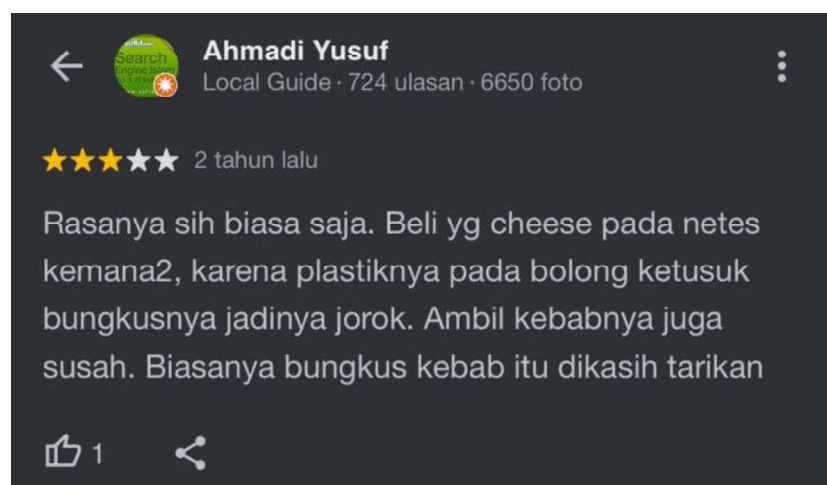 Ahmadi Yusuf
Local Guide · 724 ulasan · 6650 foto
2 tahun lalu
Rasanya sih biasa saja. Beli yg cheese pada netes
kemana2, karena plastiknya pada bolong ketusuk
bungkusnya jadinya jorok. Ambil kebabnya juga
susah. Biasanya bungkus kebab itu dikasih tarikan
1